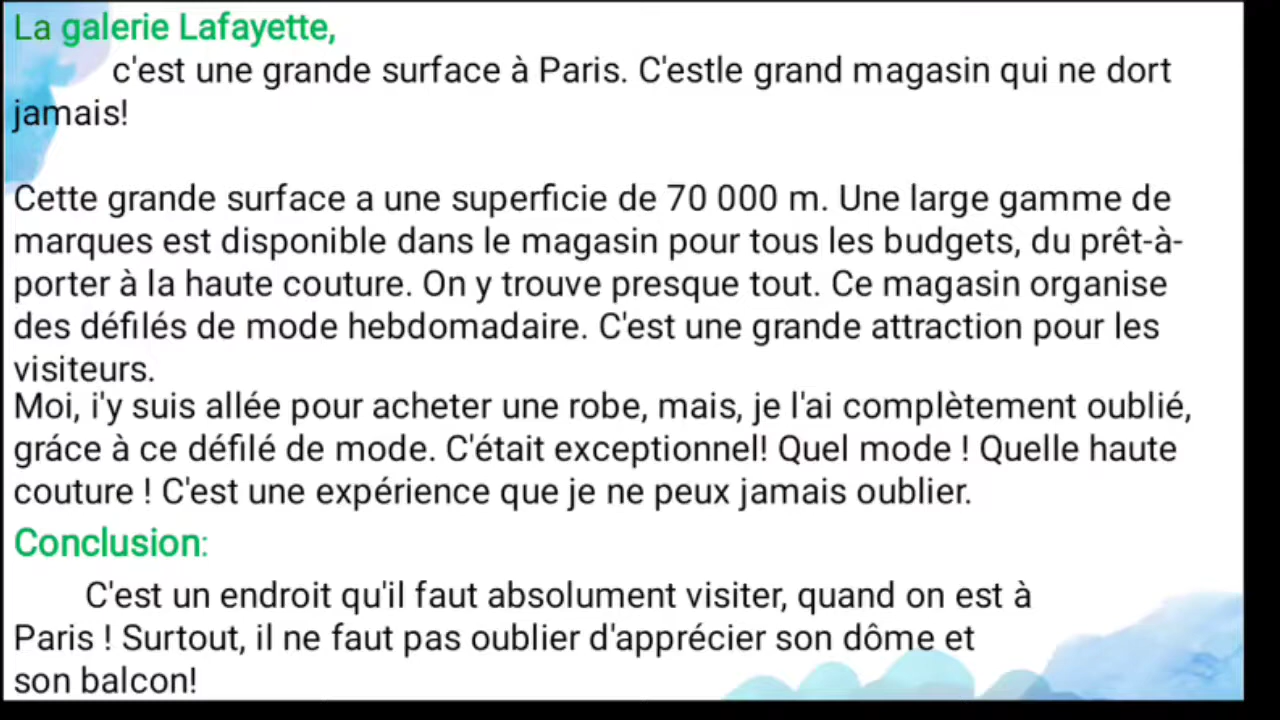 La galerie Lafayette,
c'est une grande surface à Paris. C'estle grand magasin qui ne dort
jamais!
Cette grande surface a une superficie de 70 000 m. Une large gamme de
marques est disponible dans le magasin pour tous les budgets, du prêt-à-
porter à la haute couture. On y trouve presque tout. Ce magasin organise
des défilés de mode hebdomadaire. C'est une grande attraction pour les
visiteurs.
Moi, i'y suis allée pour acheter une robe, mais, je l'ai complètement oublié,
gráce à ce défilé de mode. C'était exceptionnel! Quel mode ! Quelle haute
couture ! C'est une expérience que je ne peux jamais oublier.
Conclusion:
C'est un endroit qu'il faut absolument visiter, quand on est à
Paris ! Surtout, il ne faut pas oublier d'apprécier son dôme et
son balcon!